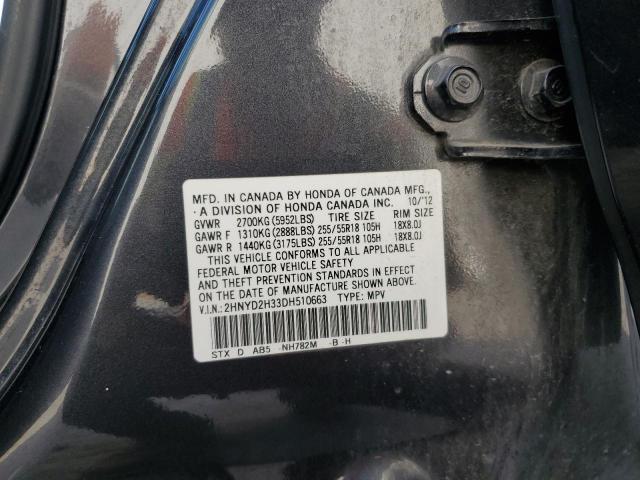 10
MFD. IN CANADA BY HONDA OF CANADA MFG.,
· A DIVISION OF HONDA CANADA INC. 10/'12
GVWR 2700KG (5952LBS) TIRE SIZE RIM SIZE
GAWR F 1310KG (2888LBS) 255/55R18 105H 18X8.0J
GAWR R 1440KG (3175LBS) 255/55R18 105H 18X8.0J
THIS VEHICLE CONFORMS TO ALL APPLICABLE
FEDERAL MOTOR VEHICLE SAFETY
AND THEFT PREVENTION STANDARDS IN EFFECT
ON THE DATE OF MANUFACTURE SHOWN ABOVE.
V.I.N.: 2HNYD2H33DH510663 TYPE: MPV
STX D AB5 -NH782M -B -H